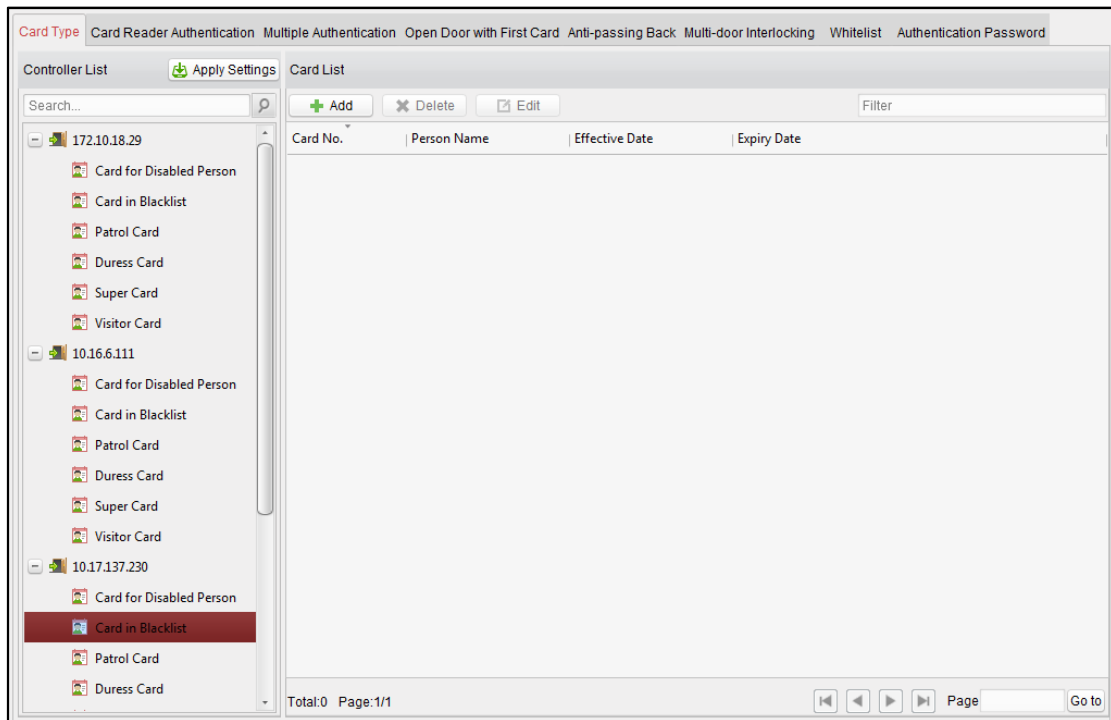 Card Type Card Reader Authentication Multiple Authentication Open Door with First Card Anti-passing Back Multi-door Interlocking Whitelist Authentication Password
Controller List Apply Settings Card List
Search... Add Delete Edit Filter
Card No. Person Name Effective Date Expiry Date
172.10.18.29
Card for Disabled Person
Card in Blacklist
Patrol Card
Duress Card
Super Card
Visitor Card
10.16.6.111
Card for Disabled Person
Card in Blacklist
Patrol Card
Duress Card
Super Card
Visitor Card
10.17.137.230
Card for Disabled Person
Card in Blacklist
Patrol Card
Duress Card
Total:0 Page:1/1 Page Go to